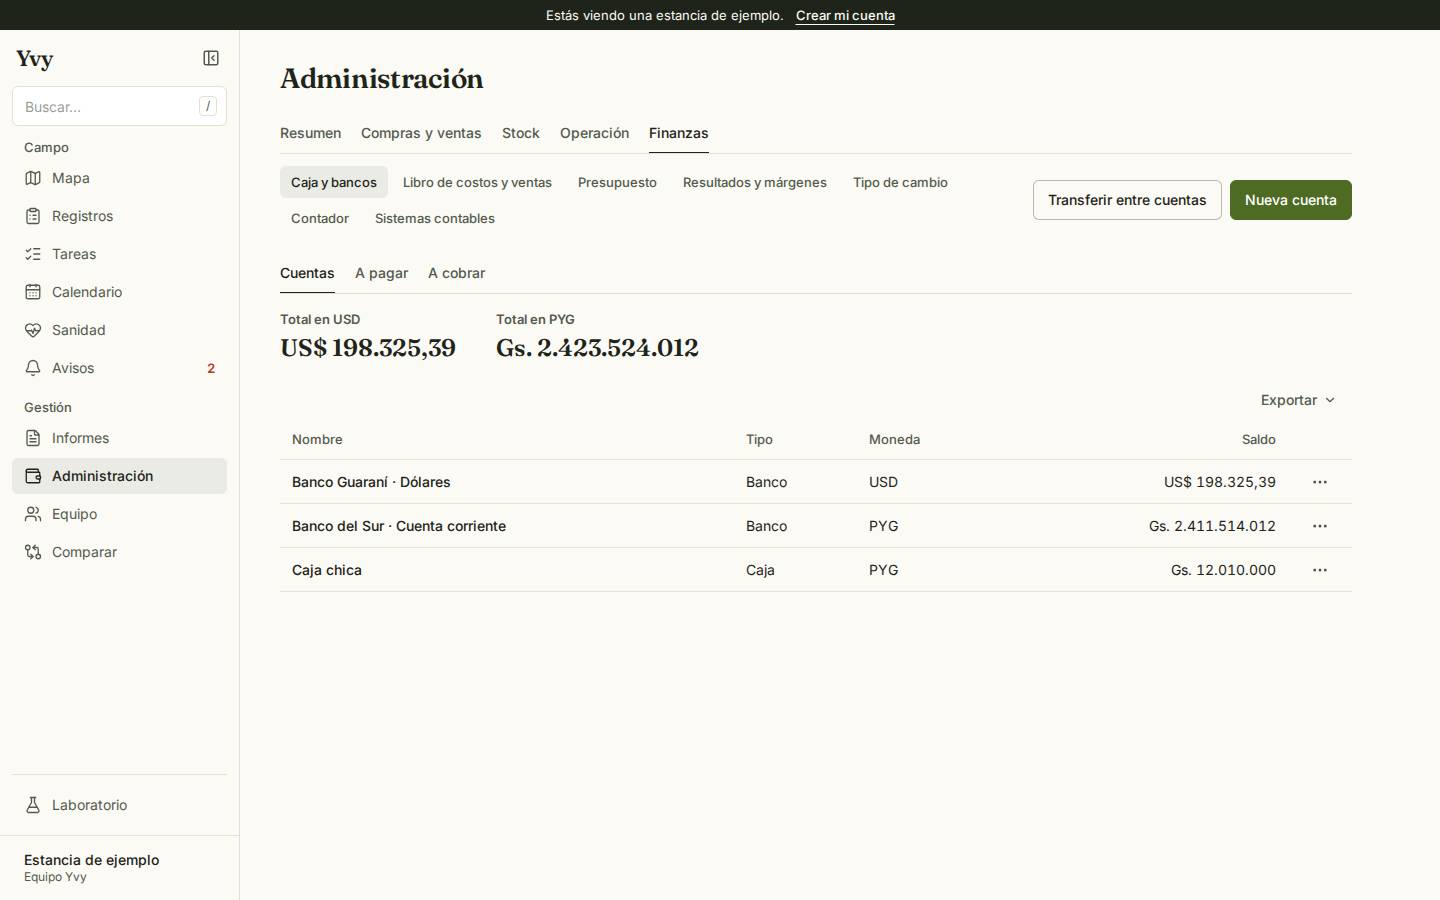 Estás viendo una estancia de ejemplo. Crear mi cuenta
Yvy
Buscar... /
Campo
Mapa
Registros
Tareas
Calendario
Sanidad
Avisos 2
Gestión
Informes
Administración
Equipo
Comparar
Laboratorio
Estancia de ejemplo
Equipo Yvy
Administración
Resumen Compras y ventas Stock Operación Finanzas
Caja y bancos Libro de costos y ventas Presupuesto Resultados y márgenes Tipo de cambio
Contador Sistemas contables
Transferir entre cuentas Nueva cuenta
Cuentas A pagar A cobrar
Total en USD Total en PYG
US$ 198.325,39 Gs. 2.423.524.012
Exportar
Nombre Tipo Moneda Saldo
Banco Guaraní · Dólares Banco USD US$ 198.325,39
Banco del Sur · Cuenta corriente Banco PYG Gs. 2.411.514.012
Caja chica Caja PYG Gs. 12.010.000